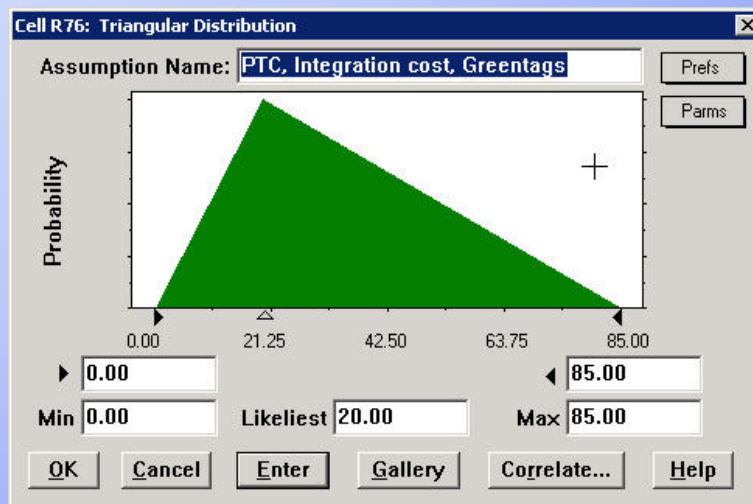 Cell R76: Triangular Distribution
Assumption Name: PTC, Integration cost, Greentags
Prefs
Parms
Probability
0.00 21.25 42.50 63.75 85.00
0.00 85.00
Min 0.00 Likeliest 20.00 Max 85.00
OK Cancel Enter Gallery Correlate... Help